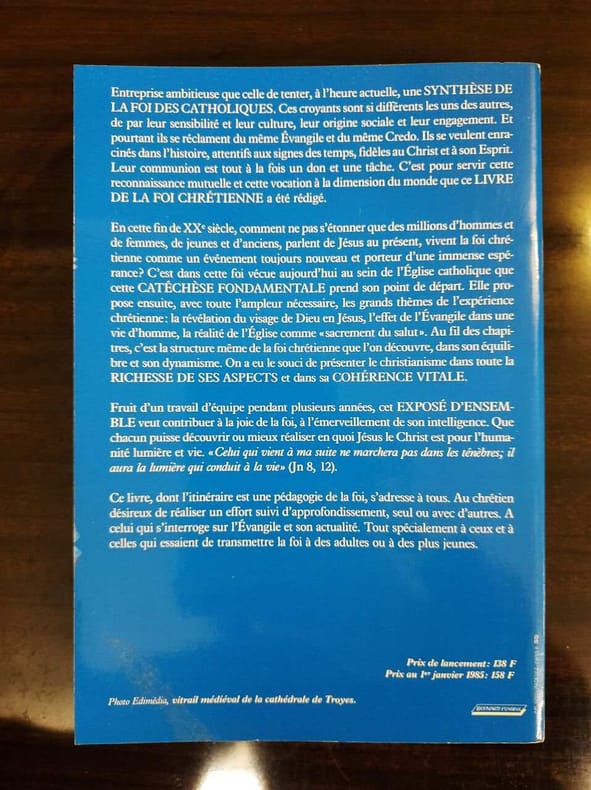 Entreprise ambitieuse que celle de tenter, à l'heure actuelle, une SYNTHÈSE DE
LA FOI DES CATHOLIQUES. Ces croyants sont si différents les uns des autres,
de par leur sensibilité et leur culture, leur origine sociale et leur engagement. Et
pourtant ils se réclament du même Évangile et du même Credo. Ils se veulent enra-
cinés dans l'histoire, attentifs aux signes des temps, fidèles au Christ et à son Esprit.
Leur communion est tout à la fois un don et une tâche. C'est pour servir cette
reconnaissance mutuelle et cette vocation à la dimension du monde que ce LIVRE
DE LA FOI CHRÉTIENNE a été rédigé.
En cette fin de XXe siècle, comment ne pas s'étonner que des millions d'hommes et
de femmes, de jeunes et d'anciens, parlent de Jésus au présent, vivent la foi chré-
tienne comme un événement toujours nouveau et porteur d'une immense espé-
rance? C'est dans cette foi vécue aujourd'hui au sein de l'Église catholique que
cette CATÉCHÈSE FONDAMENTALE prend son point de départ. Elle pro-
pose ensuite, avec toute l'ampleur nécessaire, les grands thèmes de l'expérience
chrétienne: la révélation du visage de Dieu en Jésus, l'effet de l'Évangile dans une
vie d'homme, la réalité de l'Église comme «sacrement du salut». Au fil des chapi-
tres, c'est la structure même de la foi chrétienne que l'on découvre, dans son équili-
bre et son dynamisme. On a eu le souci de présenter le christianisme dans toute la
RICHESSE DE SES ASPECTS et dans sa COHÉRENCE VITALE.
Fruit d'un travail d'équipe pendant plusieurs années, cet EXPOSÉ D'ENSEM-
BLE veut contribuer à la joie de la foi, à l'émerveillement de son intelligence. Que
chacun puisse découvrir ou mieux réaliser en quoi Jésus le Christ est pour l'huma-
nité lumière et vie. «Celui qui vient à ma suite ne marchera pas dans les ténèbres; il
aura la lumière qui conduit à la vie» (Jn 8, 12).
Ce livre, dont l'itinéraire est une pédagogie de la foi, s'adresse à tous. Au chrétien
désireux de réaliser un effort suivi d'approfondissement, seul ou avec d'autres. A
celui qui s'interroge sur l'Évangile et son actualité. Tout spécialement à ceux et à
celles qui essaient de transmettre la foi à des adultes ou à des plus jeunes.
Prix de lancement: 138 F
Prix au 1er janvier 1985: 158 F
Photo Edimédia, vitrail médiéval de la cathédrale de Troyes.